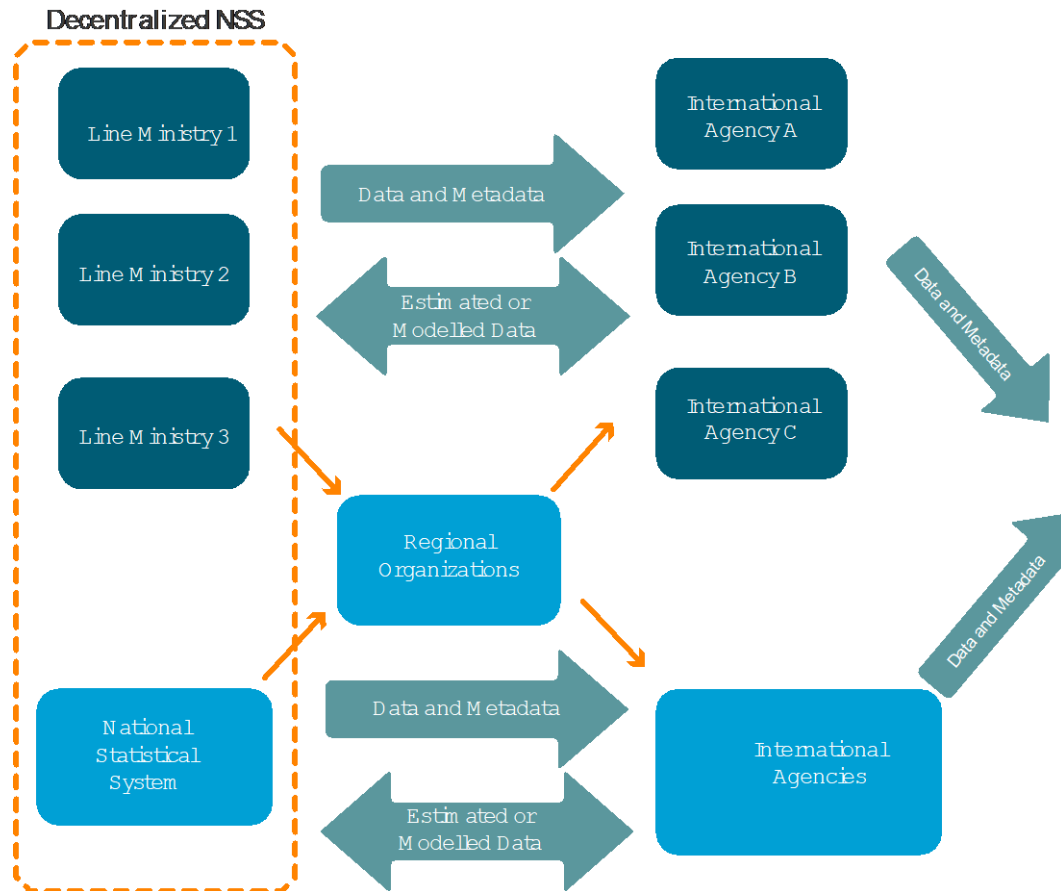 Decentralized NSS
Line Ministry 1
Line Ministry 2
Line Ministry 3
National
Statistical
System
Data and Metadata
Estimated or
Modelled Data
Regional
Organizations
Data and Metadata
Estimated or
Modelled Data
International
Agency A
International
Agency B
International
Agency C
International
Agencies
Data and Metadata
Data and Metadata